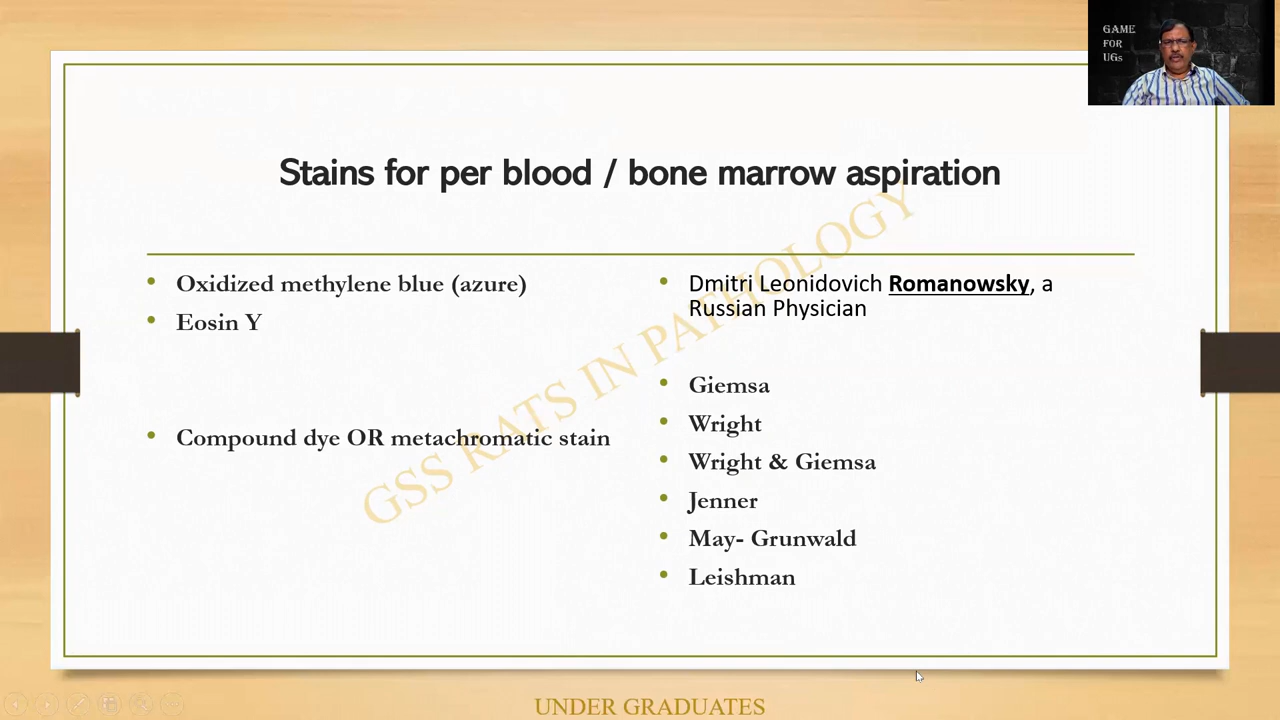 GAME
FOR
UGs
Stains for per blood / bone marrow aspiration
• Oxidized methylene blue (azure)
• Eosin Y
• Compound dye OR metachromatic stain
• Dmitri Leonidovich Romanowsky, a
Russian Physician
• Giemsa
• Wright
• Wright & Giemsa
• Jenner
• May- Grunwald
• Leishman
GSS RATS IN PATHOLOGY
UNDER GRADUATES